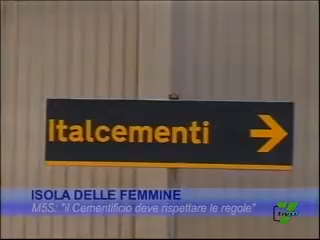 Italcementi
ISOLA DELLE FEMMINE
M5S: "il Cementificio deve rispettare le regole"